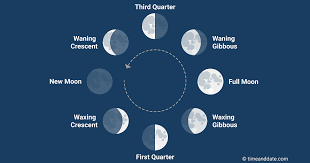 Third Quarter
Waning
Crescent
Waning
Gibbous
New Moon
Full Moon
Waxing
Crescent
Waxing
Gibbous
First Quarter
© timeanddate.com